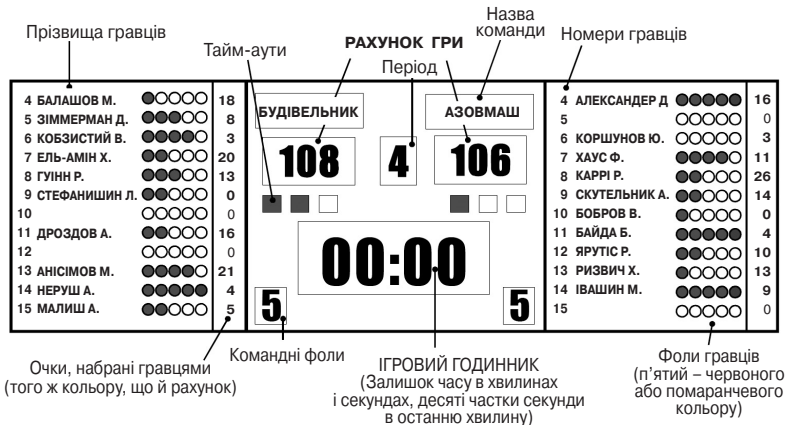 Прізвища гравців
Тайм-аути
РАХУНОК ГРИ
Період
Назва
команди
Номери гравців
4 БАЛАШОВ М. 18
5 ЗІММЕРМАН Д. 8
6 КОБЗИСТИЙ В. 3
7 ЕЛЬ-АМІН Х. 20
8 ГУІНН Р. 13
9 СТЕФАНИШИН Л. 0
10 0
11 ДРОЗДОВ А. 16
12 0
13 АНІСІМОВ М. 21
14 НЕРУШ А. 4
15 МАЛИШ А. 5
БУДІВЕЛЬНИК
АЗОВМАШ
108
4
106
00:00
5
5
4 АЛЕКСАНДЕР Д 16
5 0
6 КОРШУНОВ Ю. 3
7 ХАУС Ф. 11
8 КАРРІ Р. 26
9 СКУТЕЛЬНИК А. 14
10 БОБРОВ В. 0
11 БАЙДА Б. 4
12 ЯРУТІС Р. 10
13 РИЗВИЧ Х. 13
14 ІВАШИН М. 9
15 0
Очки, набрані гравцями
(того ж кольору, що й рахунок)
Командні фоли
ІГРОВИЙ ГОДИННИК
(Залишок часу в хвилинах
і секундах, десяті частки секунди
в останню хвилину)
Фоли гравців
(п’ятий – червоного
або помаранчевого
кольору)